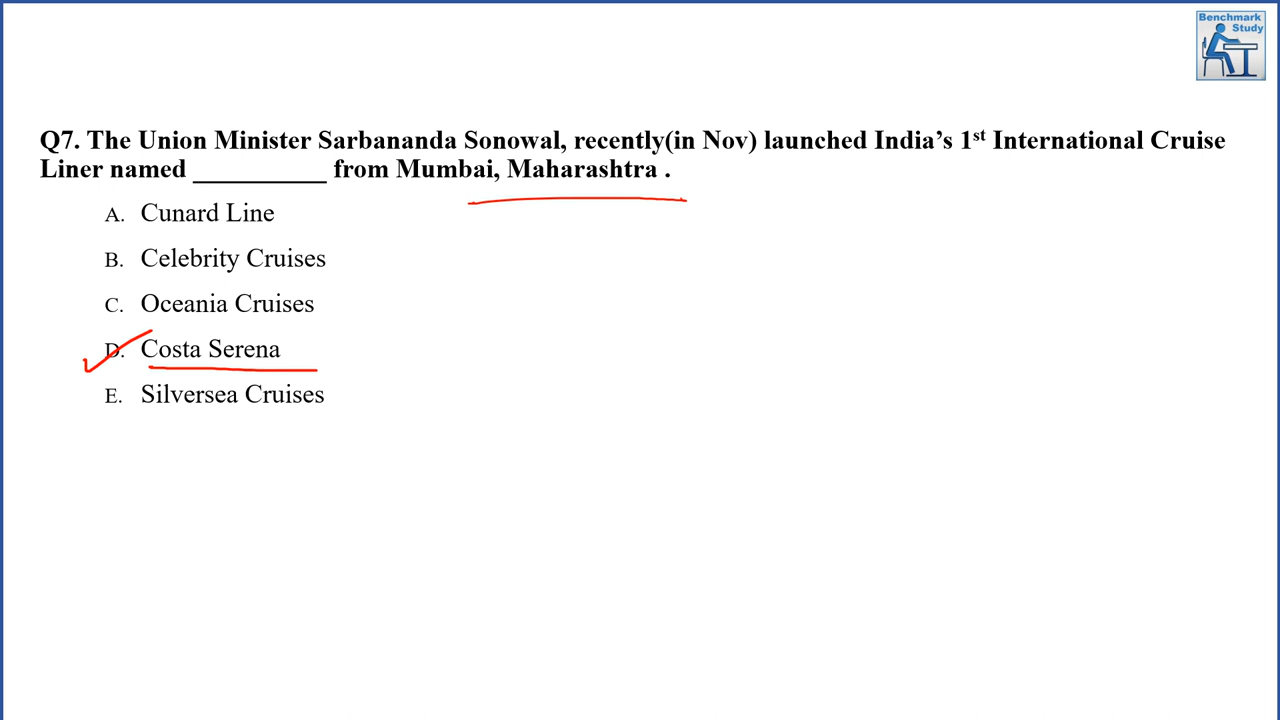 Benchmark
Study
Q7. The Union Minister Sarbananda Sonowal, recently(in Nov) launched India’s 1st International Cruise
Liner named __________ from Mumbai, Maharashtra .
A. Cunard Line
B. Celebrity Cruises
C. Oceania Cruises
D. Costa Serena
E. Silversea Cruises